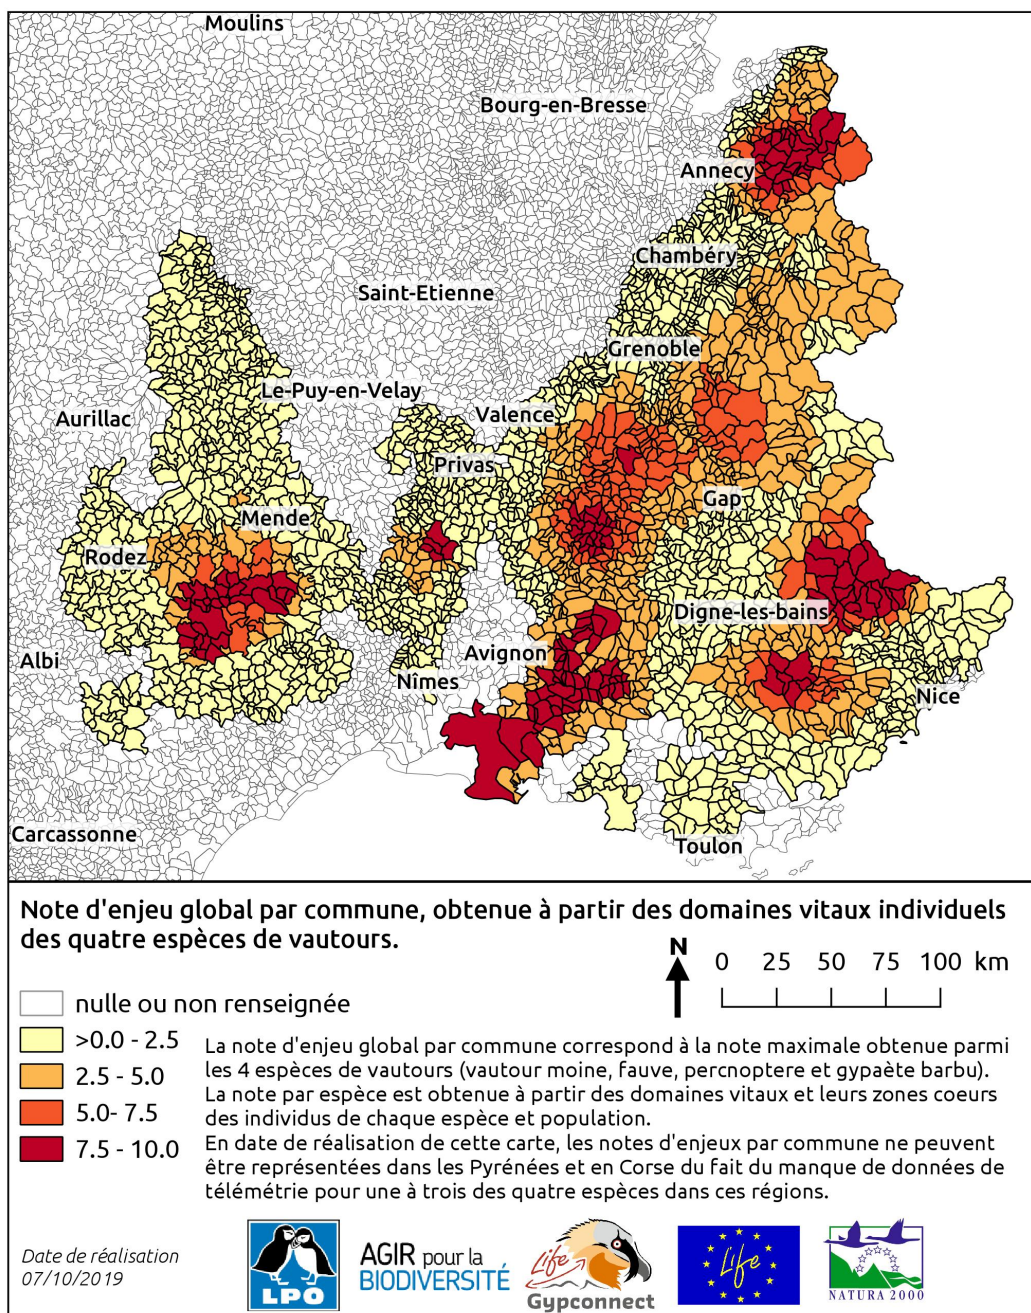 Moulins
Bourg-en-Bresse
Annecy
Chambéry
Saint-Etienne
Grenoble
Le-Puy-en-Velay
Aurillac
Valence
Privas
Gap
Mende
Rodez
Digne-les-bains
Avignon
Albi
Nîmes
Nice
Carcassonne
Toulon
Note d'enjeu global par commune, obtenue à partir des domaines vitaux individuels
des quatre espèces de vautours.
N
0 25 50 75 100 km
nulle ou non renseignée
>0.0 - 2.5
2.5 - 5.0
5.0- 7.5
7.5 - 10.0
La note d'enjeu global par commune correspond à la note maximale obtenue parmi
les 4 espèces de vautours (vautour moine, fauve, percnoptere et gypaète barbu).
La note par espèce est obtenue à partir des domaines vitaux et leurs zones coeurs
des individus de chaque espèce et population.
En date de réalisation de cette carte, les notes d'enjeux par commune ne peuvent
être représentées dans les Pyrénées et en Corse du fait du manque de données de
télémétrie pour une à trois des quatre espèces dans ces régions.
Date de réalisation
07/10/2019
LPO
AGIR pour la
BIODIVERSITÉ
Life
Gypconnect
Life
NATURA 2000